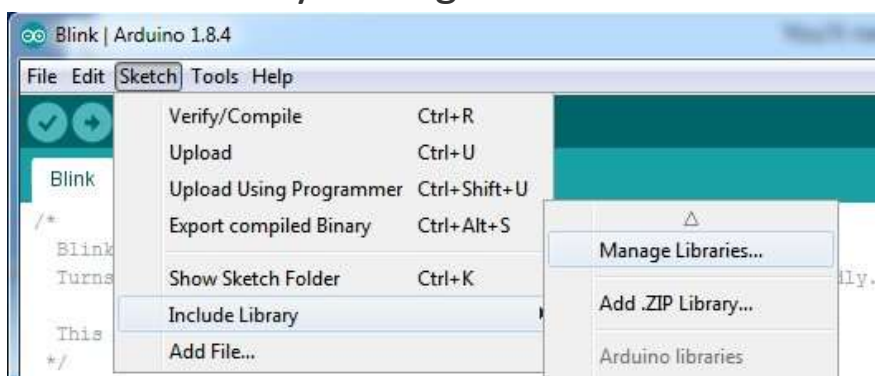 Blink | Arduino 1.8.4
File Edit Sketch Tools Help
Verify/Compile Ctrl+R
Upload Ctrl+U
Blink
Upload Using Programmer Ctrl+Shift+U
/*
Export compiled Binary Ctrl+Alt+S
Blink
Turns
Show Sketch Folder Ctrl+K
Include Library
This
Add File...
*/
Manage Libraries...
Add .ZIP Library...
Arduino libraries